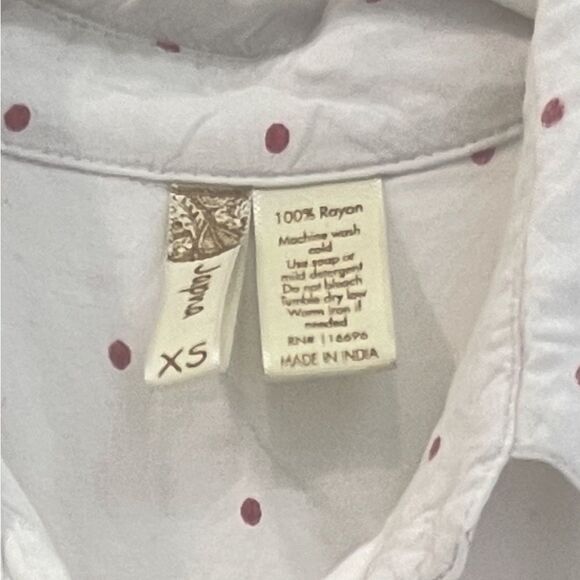 Japna
XS
100% Rayon
Machine wash
cold
Use soap or
mild detergent
Do not bleach
Tumble dry low
Warm Iron if
needed
RN# 116696
MADE IN INDIA